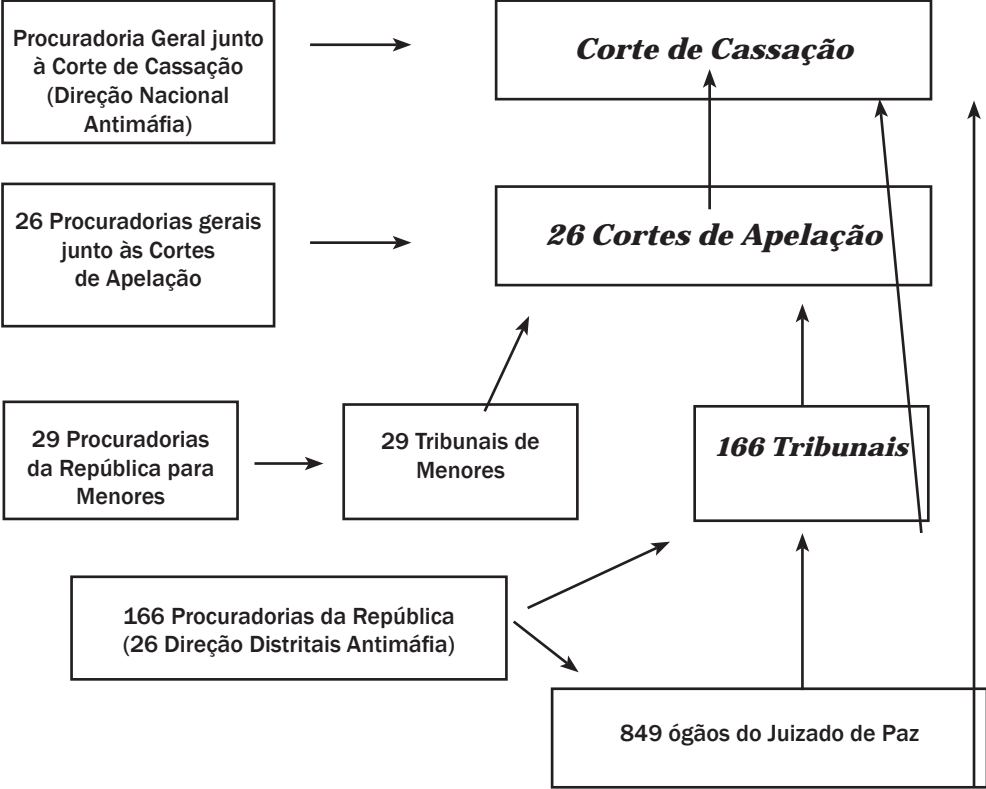 Procuradoria Geral junto
à Corte de Cassação
(Direção Nacional
Antimáfia)
Corte de Cassação
26 Procuradorias gerais
junto às Cortes
de Apelação
26 Cortes de Apelação
29 Procuradorias
da República para
Menores
29 Tribunais de
Menores
166 Tribunais
166 Procuradorias da República
(26 Direção Distritais Antimáfia)
849 ógãos do Juizado de Paz